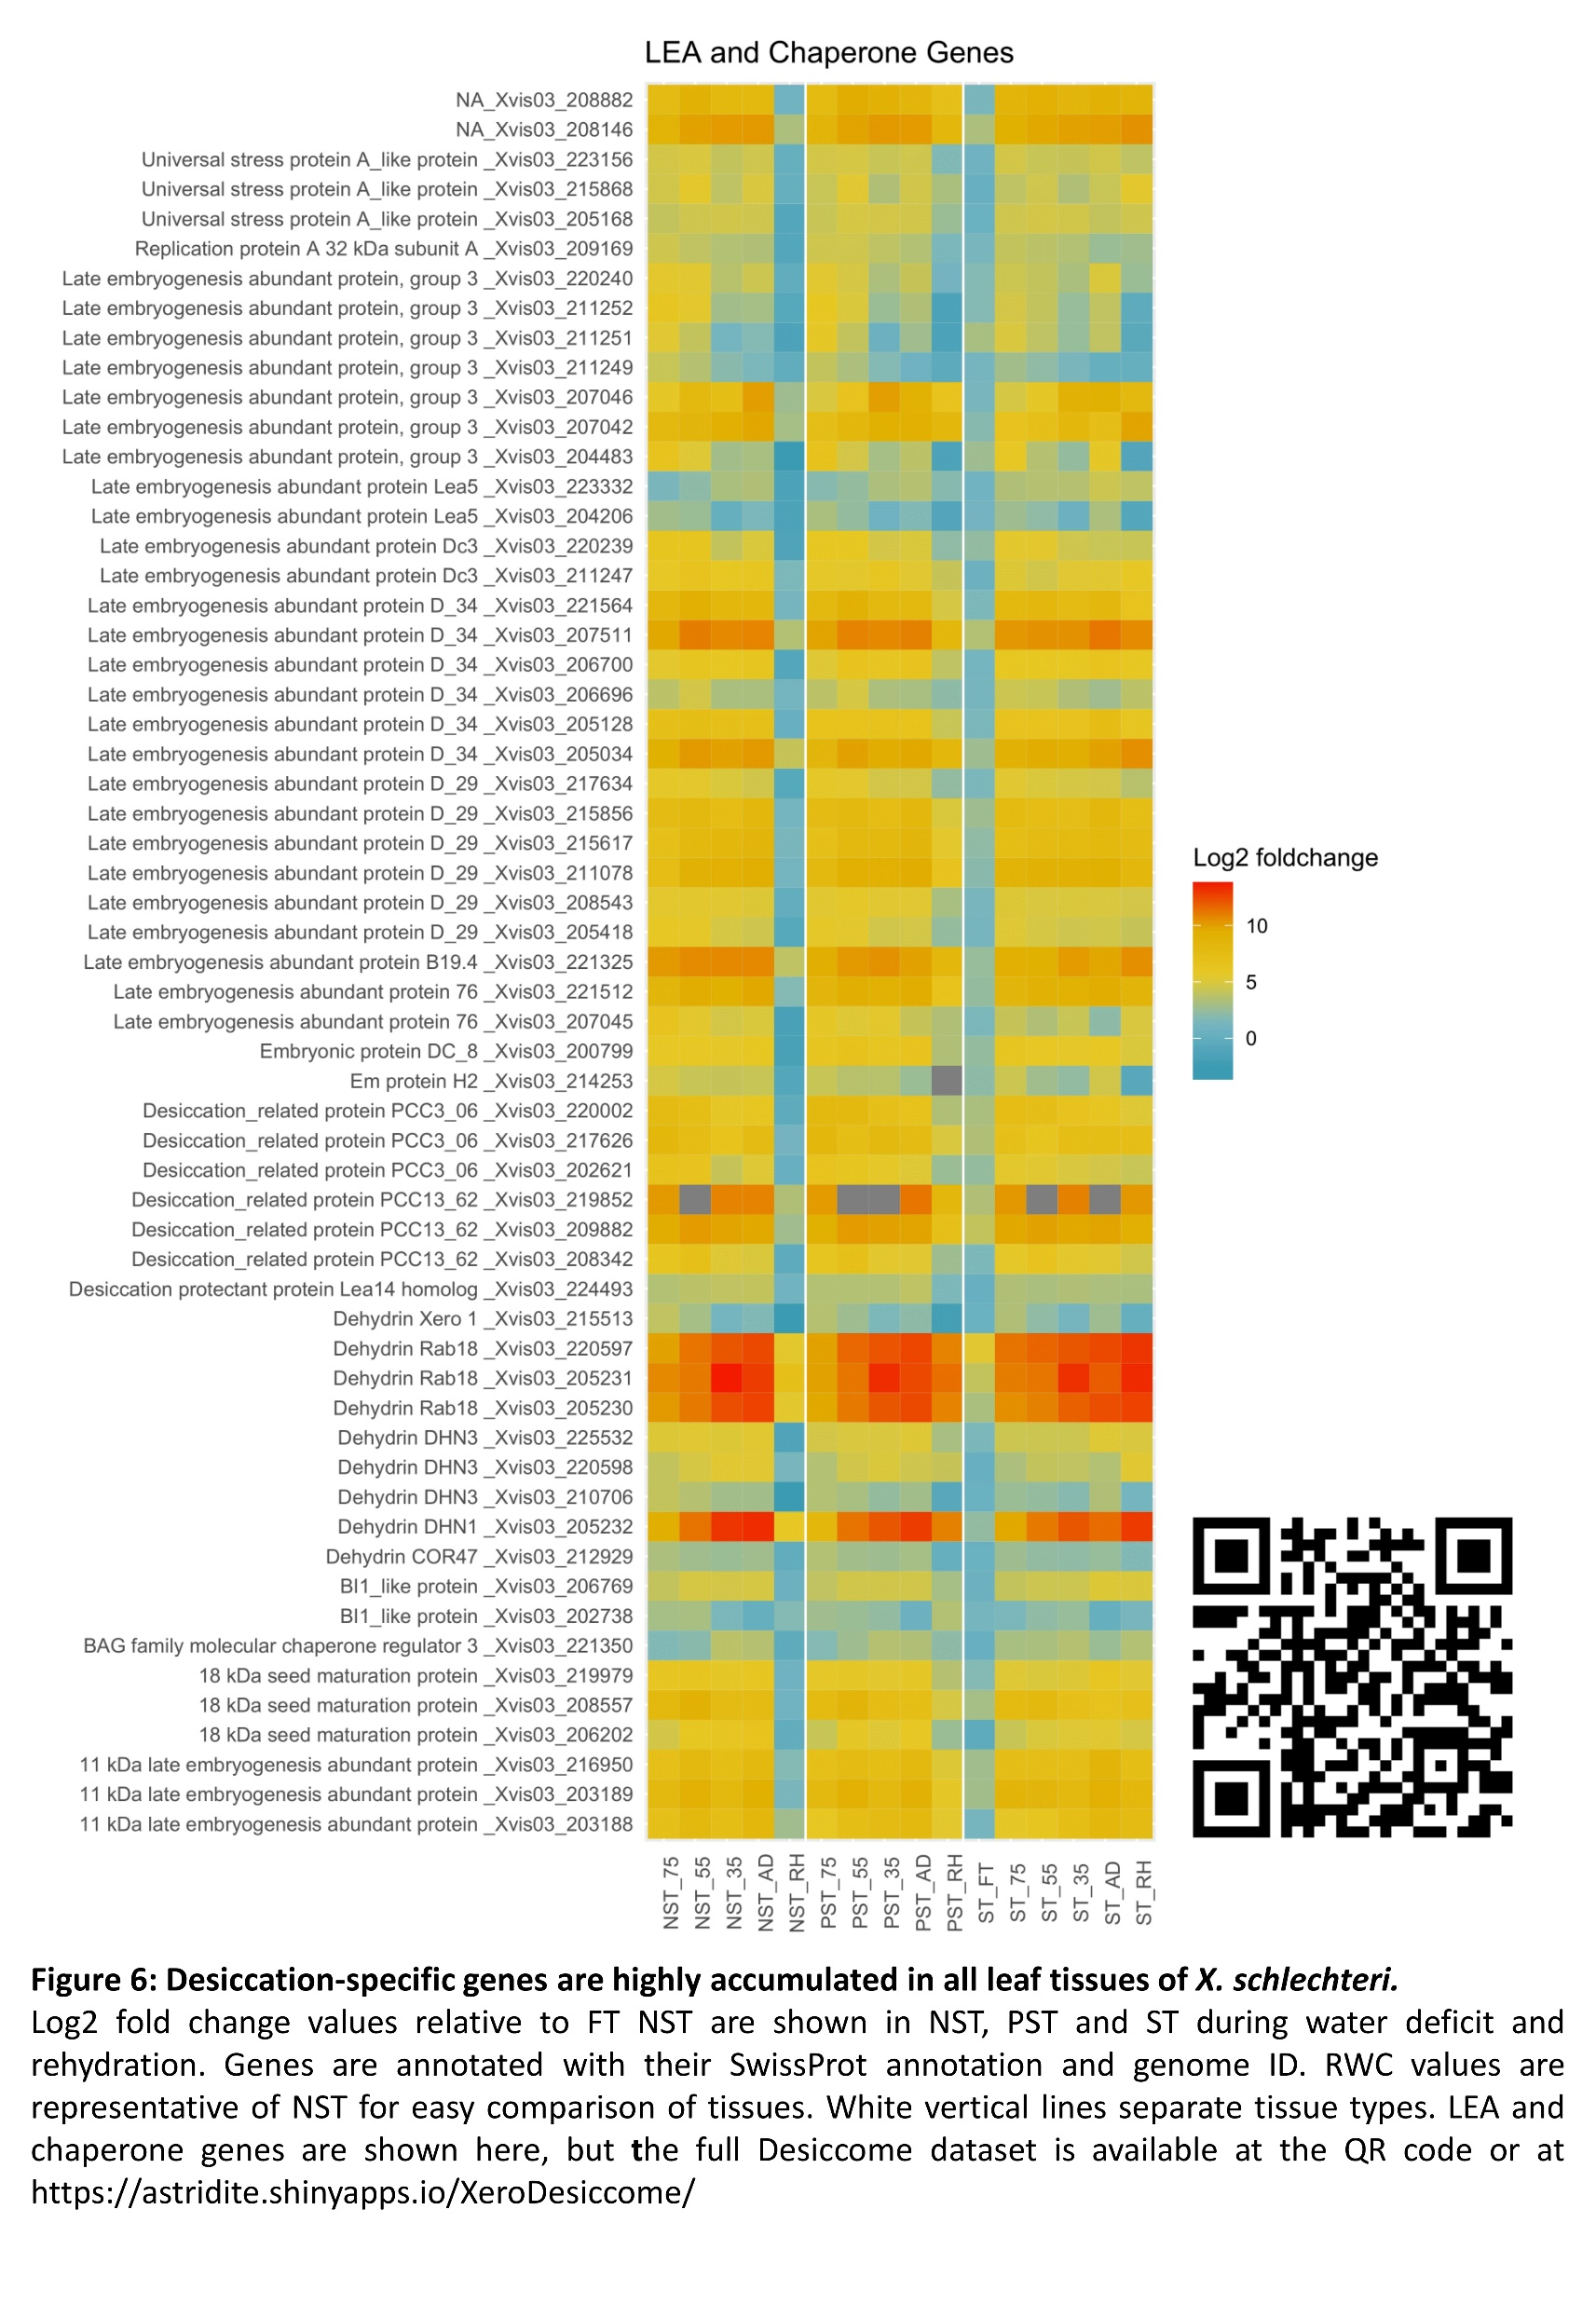 LEA and Chaperone Genes
NA_Xvis03_208882
NA_Xvis03_208146
Universal stress protein A_like protein _Xvis03_223156
Universal stress protein A_like protein _Xvis03_215868
Universal stress protein A_like protein _Xvis03_205168
Replication protein A 32 kDa subunit A _Xvis03_209169
Late embryogenesis abundant protein, group 3 _Xvis03_220240
Late embryogenesis abundant protein, group 3 _Xvis03_211252
Late embryogenesis abundant protein, group 3 _Xvis03_211251
Late embryogenesis abundant protein, group 3 _Xvis03_211249
Late embryogenesis abundant protein, group 3 _Xvis03_207046
Late embryogenesis abundant protein, group 3 _Xvis03_207042
Late embryogenesis abundant protein, group 3 _Xvis03_204483
Late embryogenesis abundant protein Lea5 _Xvis03_223332
Late embryogenesis abundant protein Lea5 _Xvis03_204206
Late embryogenesis abundant protein Dc3 _Xvis03_220239
Late embryogenesis abundant protein Dc3 _Xvis03_211247
Late embryogenesis abundant protein D_34 _Xvis03_221564
Late embryogenesis abundant protein D_34 _Xvis03_207511
Late embryogenesis abundant protein D_34 _Xvis03_206700
Late embryogenesis abundant protein D_34 _Xvis03_206696
Late embryogenesis abundant protein D_34 _Xvis03_205128
Late embryogenesis abundant protein D_34 _Xvis03_205034
Late embryogenesis abundant protein D_29 _Xvis03_217634
Late embryogenesis abundant protein D_29 _Xvis03_215856
Late embryogenesis abundant protein D_29 _Xvis03_215617
Late embryogenesis abundant protein D_29 _Xvis03_211078
Late embryogenesis abundant protein D_29 _Xvis03_208543
Late embryogenesis abundant protein D_29 _Xvis03_205418
Late embryogenesis abundant protein B19.4 _Xvis03_221325
Late embryogenesis abundant protein 76 _Xvis03_221512
Late embryogenesis abundant protein 76 _Xvis03_207045
Embryonic protein DC_8 _Xvis03_200799
Em protein H2 _Xvis03_214253
Desiccation_related protein PCC3_06 _Xvis03_220002
Desiccation_related protein PCC3_06 _Xvis03_217626
Desiccation_related protein PCC3_06 _Xvis03_202621
Desiccation_related protein PCC13_62 _Xvis03_219852
Desiccation_related protein PCC13_62 _Xvis03_209882
Desiccation_related protein PCC13_62 _Xvis03_208342
Desiccation protectant protein Lea14 homolog _Xvis03_224493
Dehydrin Xero 1 _Xvis03_215513
Dehydrin Rab18 _Xvis03_220597
Dehydrin Rab18 _Xvis03_205231
Dehydrin Rab18 _Xvis03_205230
Dehydrin DHN3 _Xvis03_225532
Dehydrin DHN3 _Xvis03_220598
Dehydrin DHN3 _Xvis03_210706
Dehydrin DHN1 _Xvis03_205232
Dehydrin COR47 _Xvis03_212929
BI1_like protein _Xvis03_206769
BI1_like protein _Xvis03_202738
BAG family molecular chaperone regulator 3 _Xvis03_221350
18 kDa seed maturation protein _Xvis03_219979
18 kDa seed maturation protein _Xvis03_208557
18 kDa seed maturation protein _Xvis03_206202
11 kDa late embryogenesis abundant protein _Xvis03_216950
11 kDa late embryogenesis abundant protein _Xvis03_203189
11 kDa late embryogenesis abundant protein _Xvis03_203188
NST_75
NST_55
NST_35
NST_AD
NST_RH
PST_75
PST_55
PST_35
PST_AD
PST_RH
ST_FT
ST_75
ST_55
ST_35
ST_AD
ST_RH
Log2 foldchange
10
5
0
Figure 6: Desiccation-specific genes are highly accumulated in all leaf tissues of X. schlechteri.
Log2 fold change values relative to FT NST are shown in NST, PST and ST during water deficit and
rehydration. Genes are annotated with their SwissProt annotation and genome ID. RWC values are
representative of NST for easy comparison of tissues. White vertical lines separate tissue types. LEA and
chaperone genes are shown here, but the full Desiccome dataset is available at the QR code or at
https://astridite.shinyapps.io/XeroDesiccome/